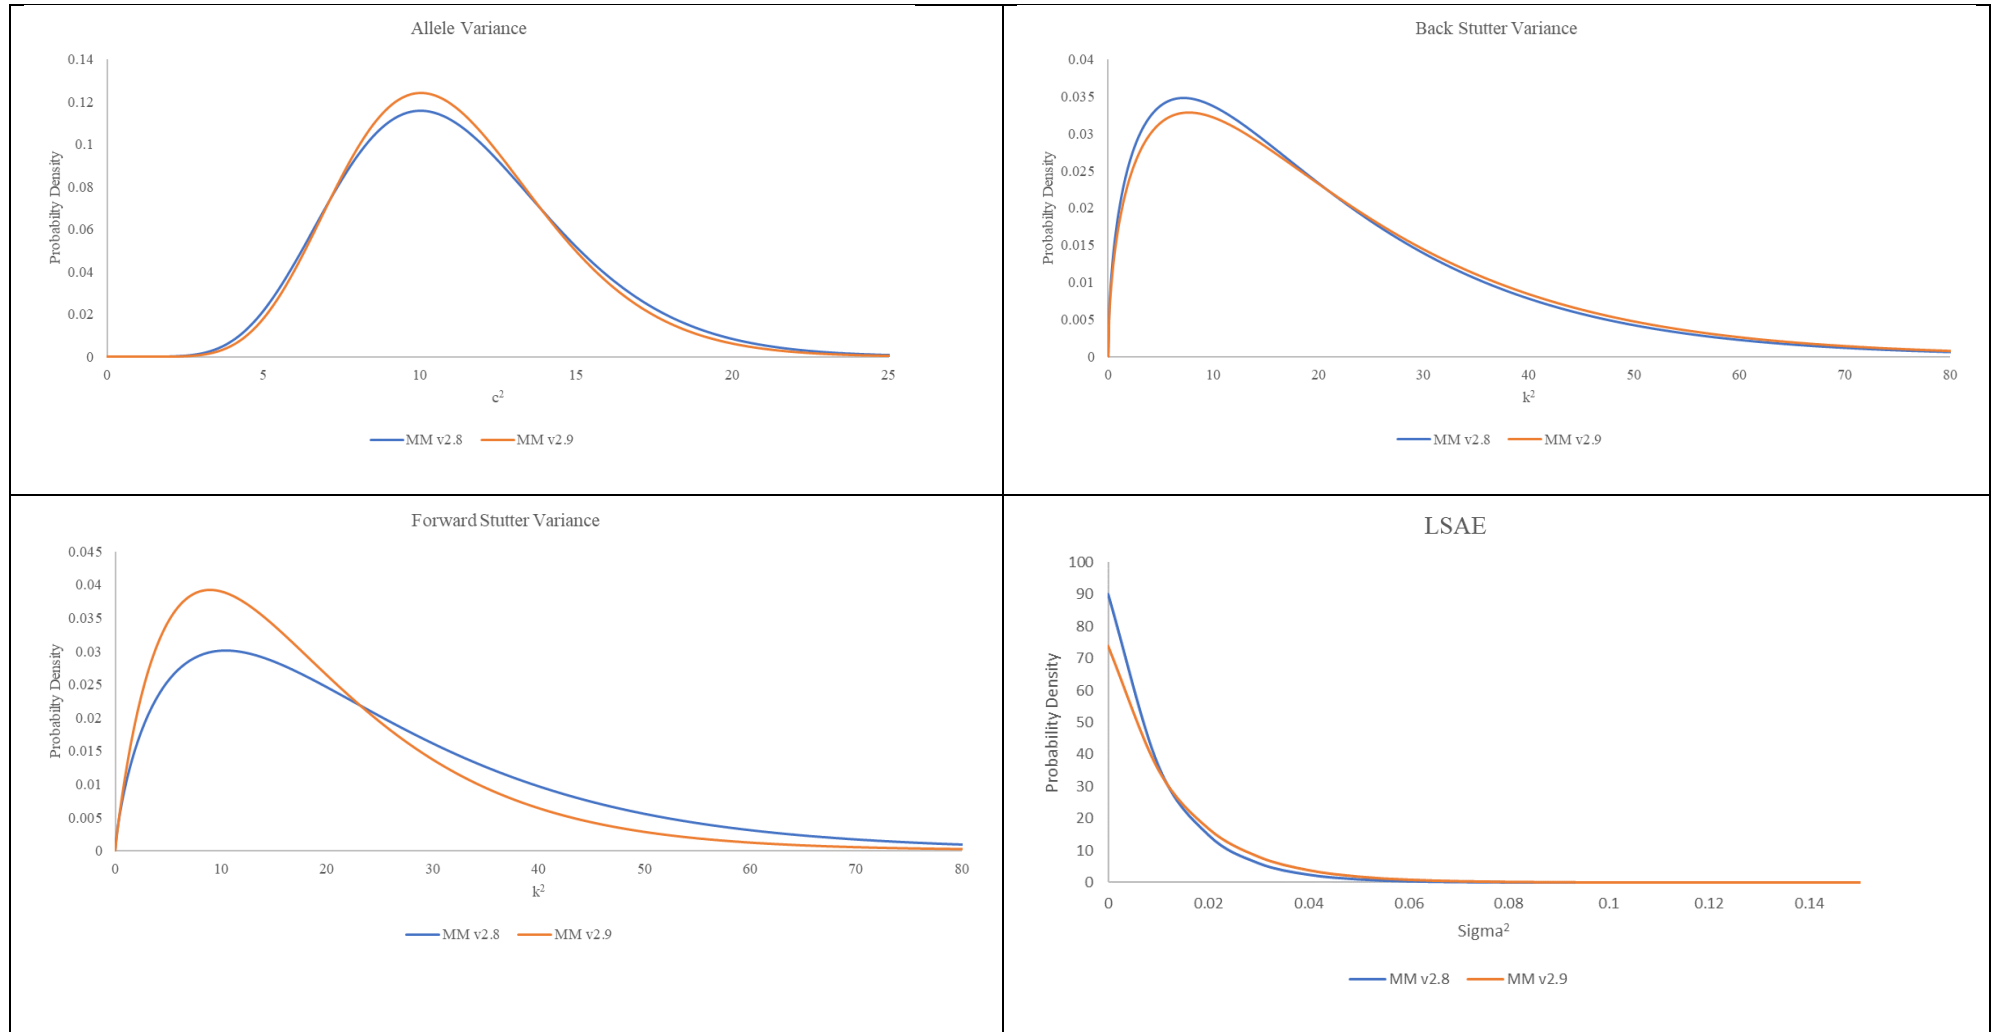 Allele Variance
0.14
0.12
0.1
0.08
0.06
0.04
0.02
0
Probabilty Density
0 5 10 15 20 25
c²
MM v2.8 MM v2.9
Back Stutter Variance
0.04
0.035
0.03
0.025
0.02
0.015
0.01
0.005
0
Probabilty Density
0 10 20 30 40 50 60 70 80
k²
MM v2.8 MM v2.9
Forward Stutter Variance
0.045
0.04
0.035
0.03
0.025
0.02
0.015
0.01
0.005
0
Probabilty Density
0 10 20 30 40 50 60 70 80
k²
MM v2.8 MM v2.9
LSAE
100
90
80
70
60
50
40
30
20
10
0
Probability Density
0 0.02 0.04 0.06 0.08 0.1 0.12 0.14
Sigma²
MM v2.8 MM v2.9